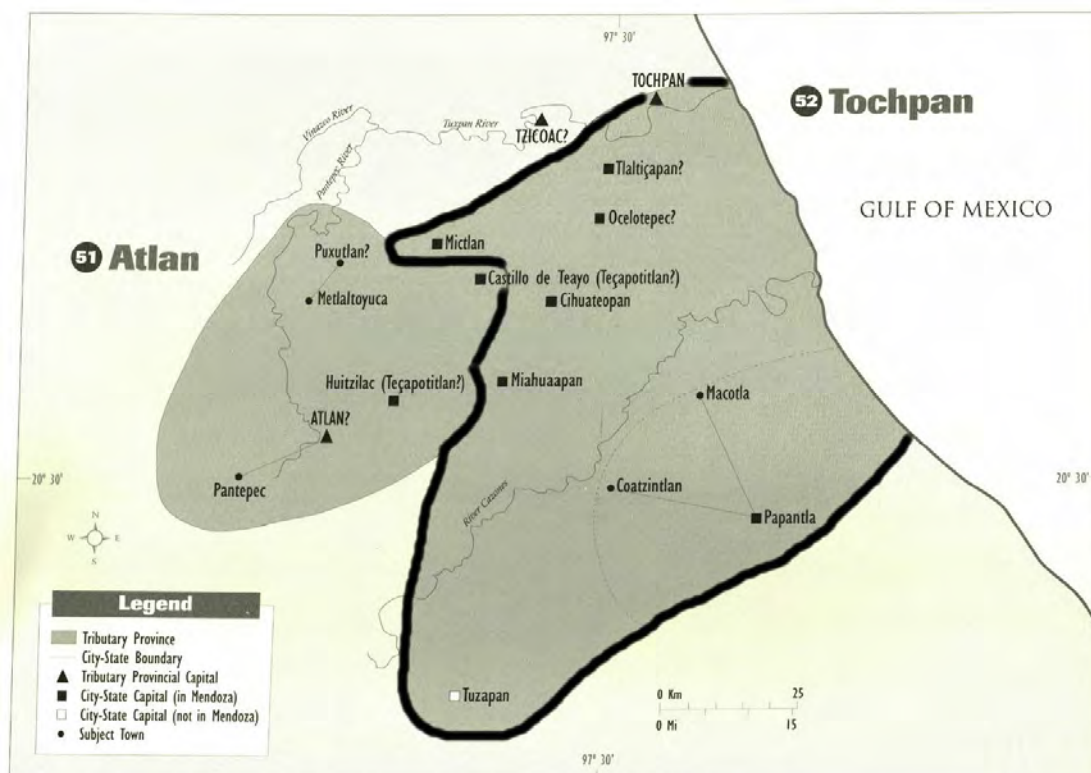 97° 30'
TOCHPAN
52 Tochpan
Vinazco River
Tuxpan River
TZICOAC?
Pantepec River
Tlaltiçapan?
Ocelotepec?
GULF OF MEXICO
51 Atlan
Mictlan
Puxutlan?
Castillo de Teayo (Teçapotitlan?)
Metlaltoyuca
Cihuateopan
Huitzilac (Teçapotitlan?)
Miahuaapan
Macotla
ATLAN?
20° 30'
Pantepec
River Cazones
Coatzintlan
20° 30'
Papantla
N
W E
S
Legend
Tributary Province
City-State Boundary
Tributary Provincial Capital
City-State Capital (in Mendoza)
City-State Capital (not in Mendoza)
Subject Town
Tuzapan
0 Km 25
0 Mi 15
97° 30'